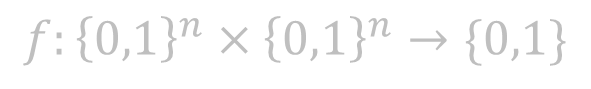 f:{0,1}ⁿ × {0,1}ⁿ → {0,1}